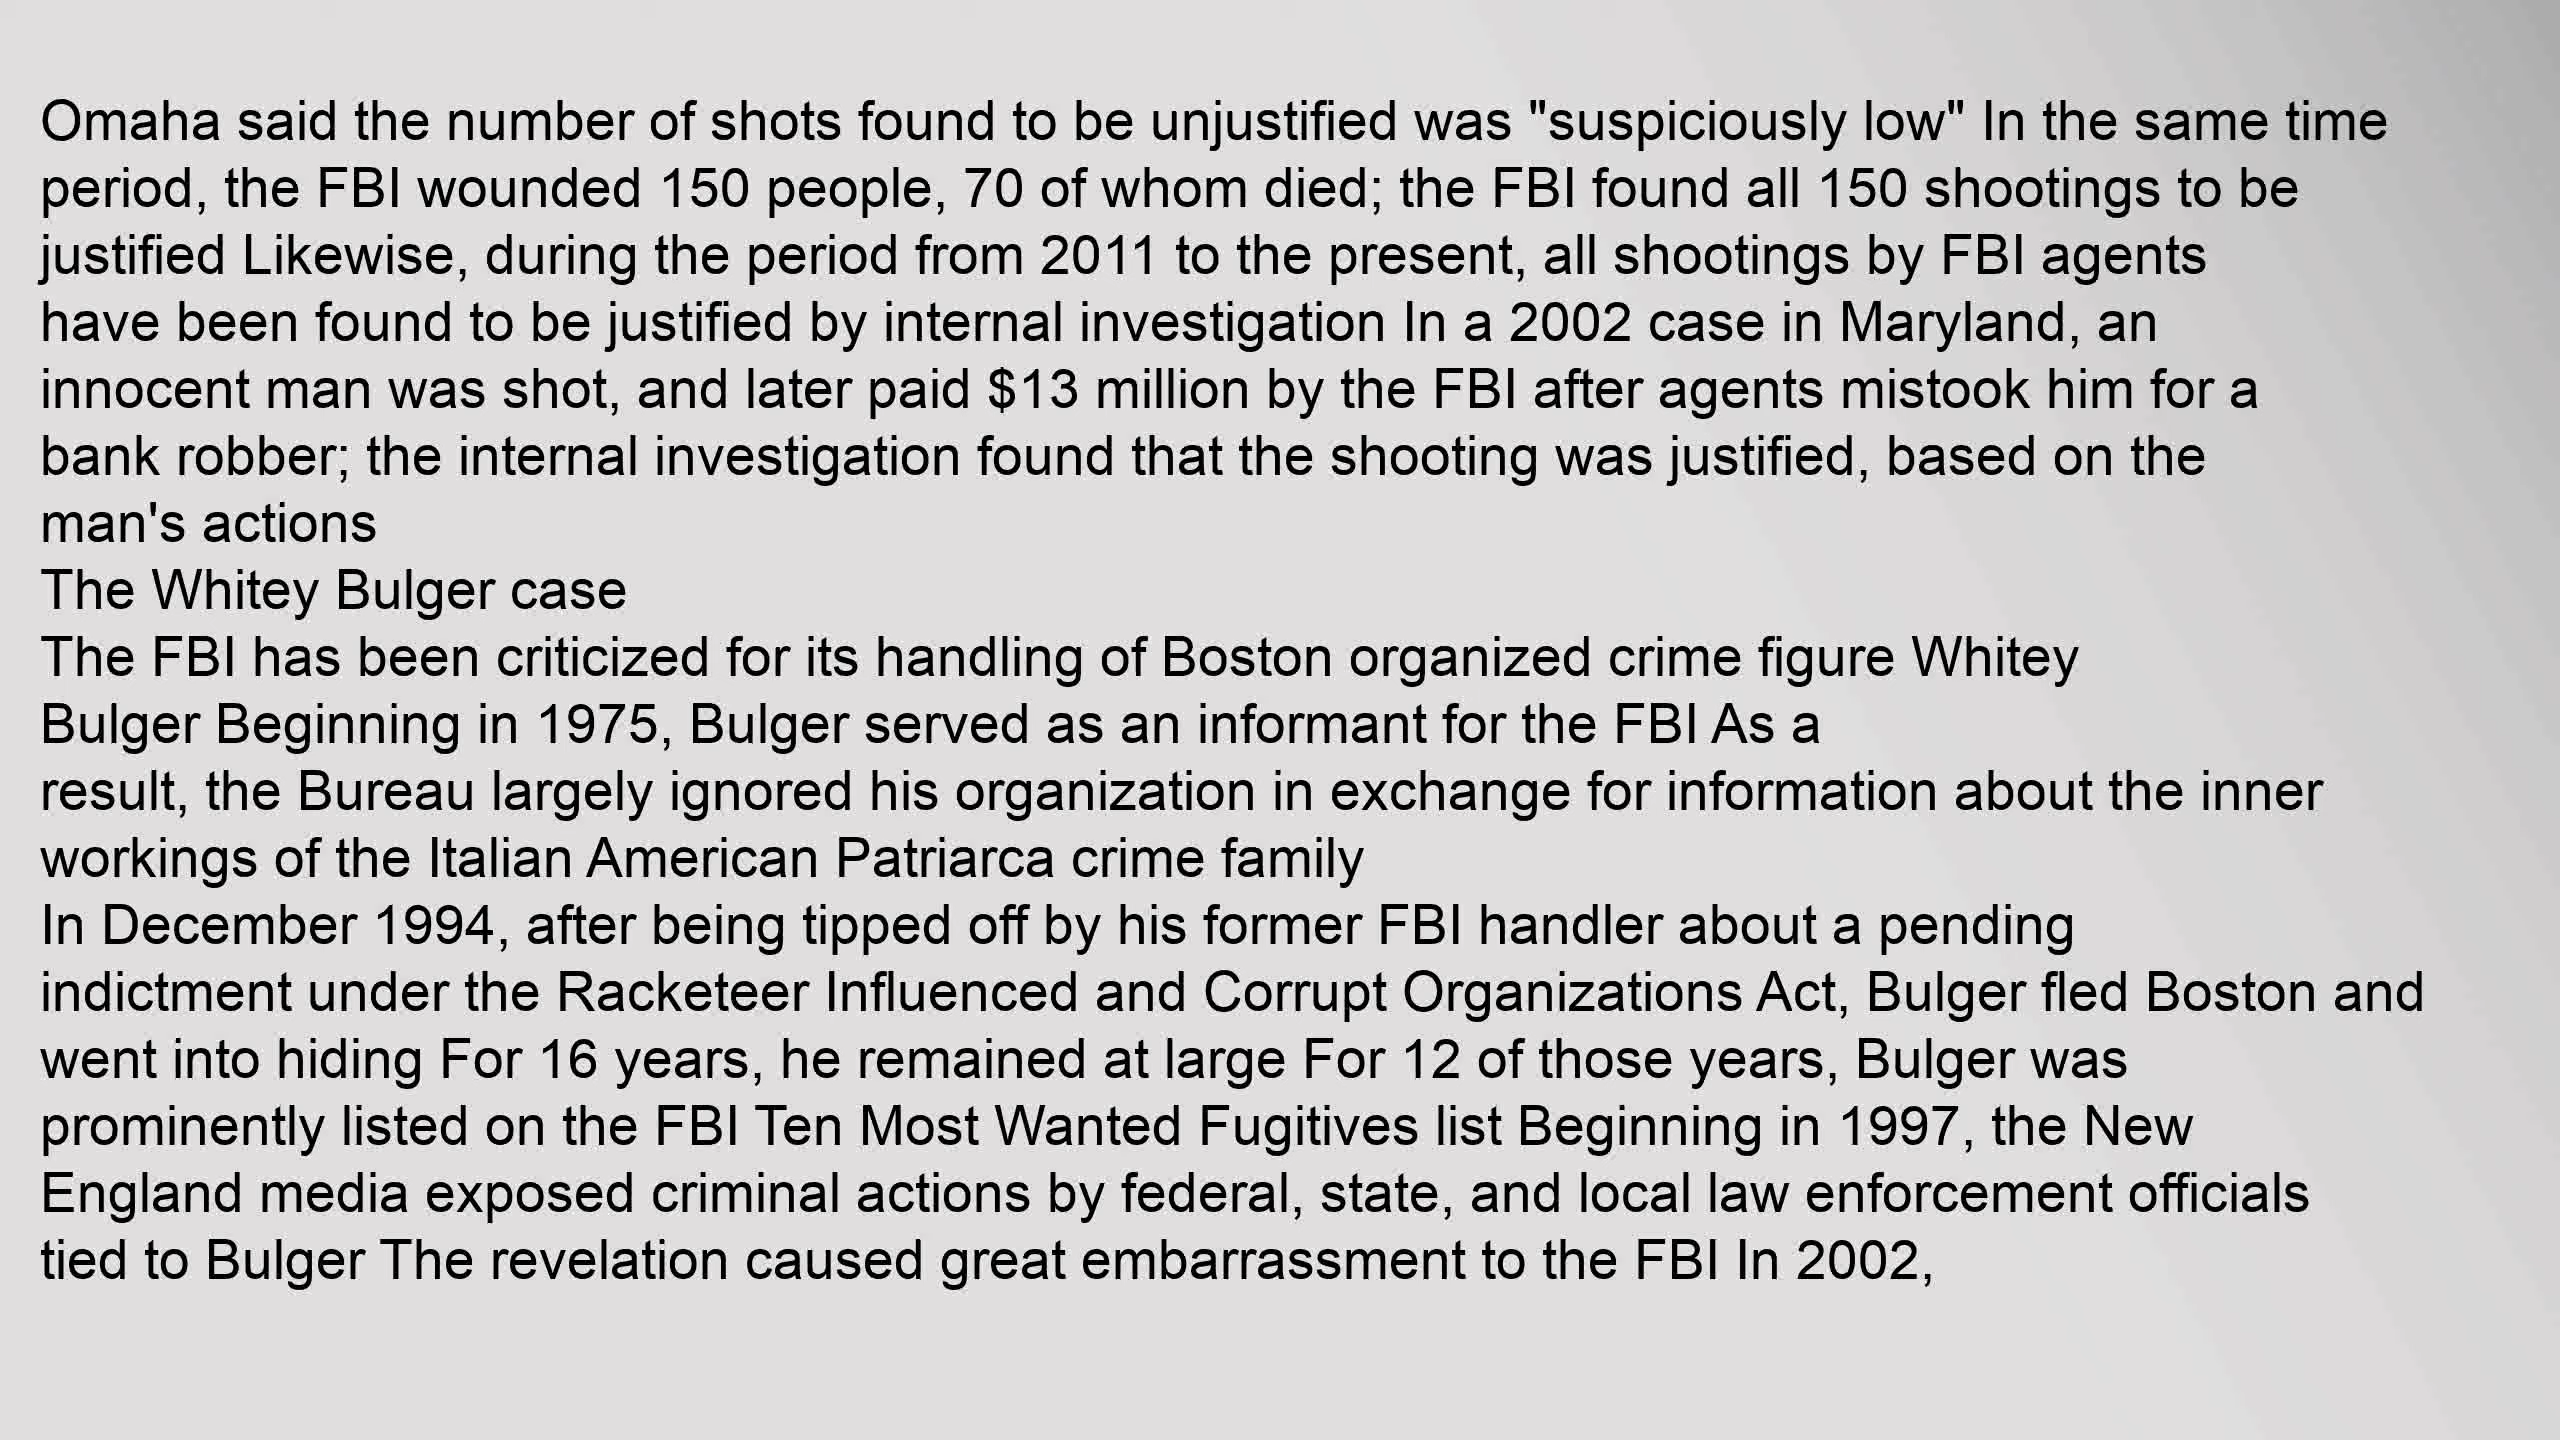 Omaha said the number of shots found to be unjustified was "suspiciously low" In the same time
period, the FBI wounded 150 people, 70 of whom died; the FBI found all 150 shootings to be
justified Likewise, during the period from 2011 to the present, all shootings by FBI agents
have been found to be justified by internal investigation In a 2002 case in Maryland, an
innocent man was shot, and later paid $13 million by the FBI after agents mistook him for a
bank robber; the internal investigation found that the shooting was justified, based on the
man's actions
The Whitey Bulger case
The FBI has been criticized for its handling of Boston organized crime figure Whitey
Bulger Beginning in 1975, Bulger served as an informant for the FBI As a
result, the Bureau largely ignored his organization in exchange for information about the inner
workings of the Italian American Patriarca crime family
In December 1994, after being tipped off by his former FBI handler about a pending
indictment under the Racketeer Influenced and Corrupt Organizations Act, Bulger fled Boston and
went into hiding For 16 years, he remained at large For 12 of those years, Bulger was
prominently listed on the FBI Ten Most Wanted Fugitives list Beginning in 1997, the New
England media exposed criminal actions by federal, state, and local law enforcement officials
tied to Bulger The revelation caused great embarrassment to the FBI In 2002,